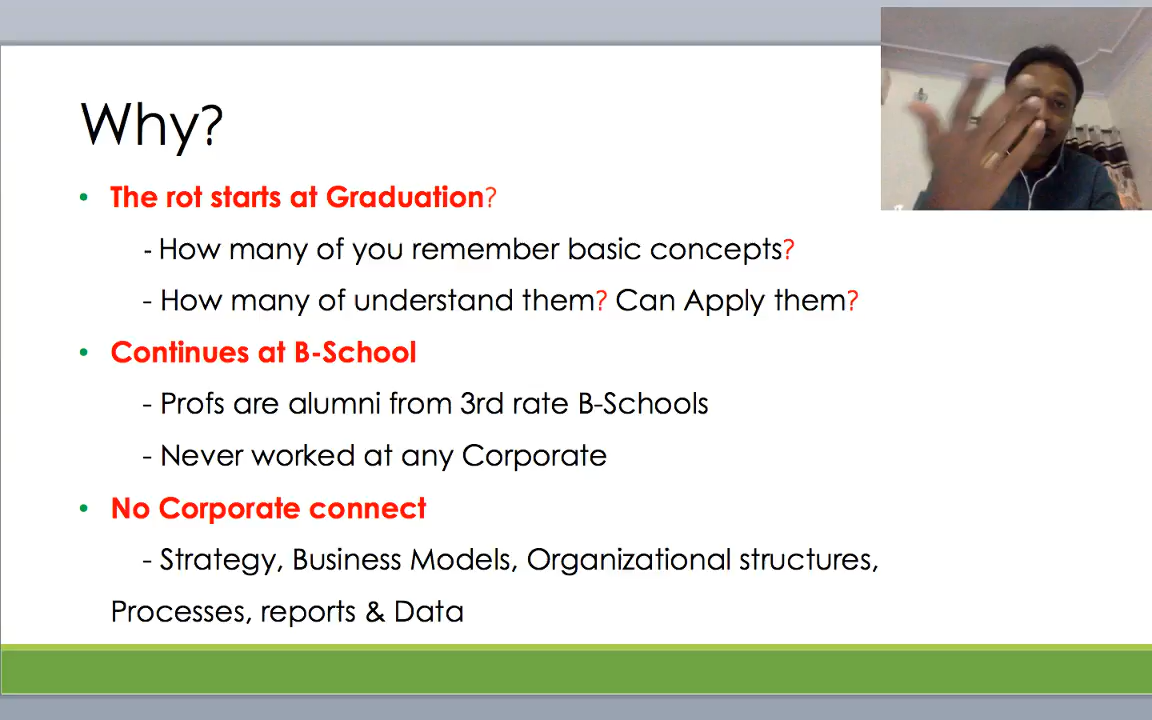 Why?
• The rot starts at Graduation?
- How many of you remember basic concepts?
- How many of understand them? Can Apply them?
• Continues at B-School
- Profs are alumni from 3rd rate B-Schools
- Never worked at any Corporate
• No Corporate connect
- Strategy, Business Models, Organizational structures,
Processes, reports & Data